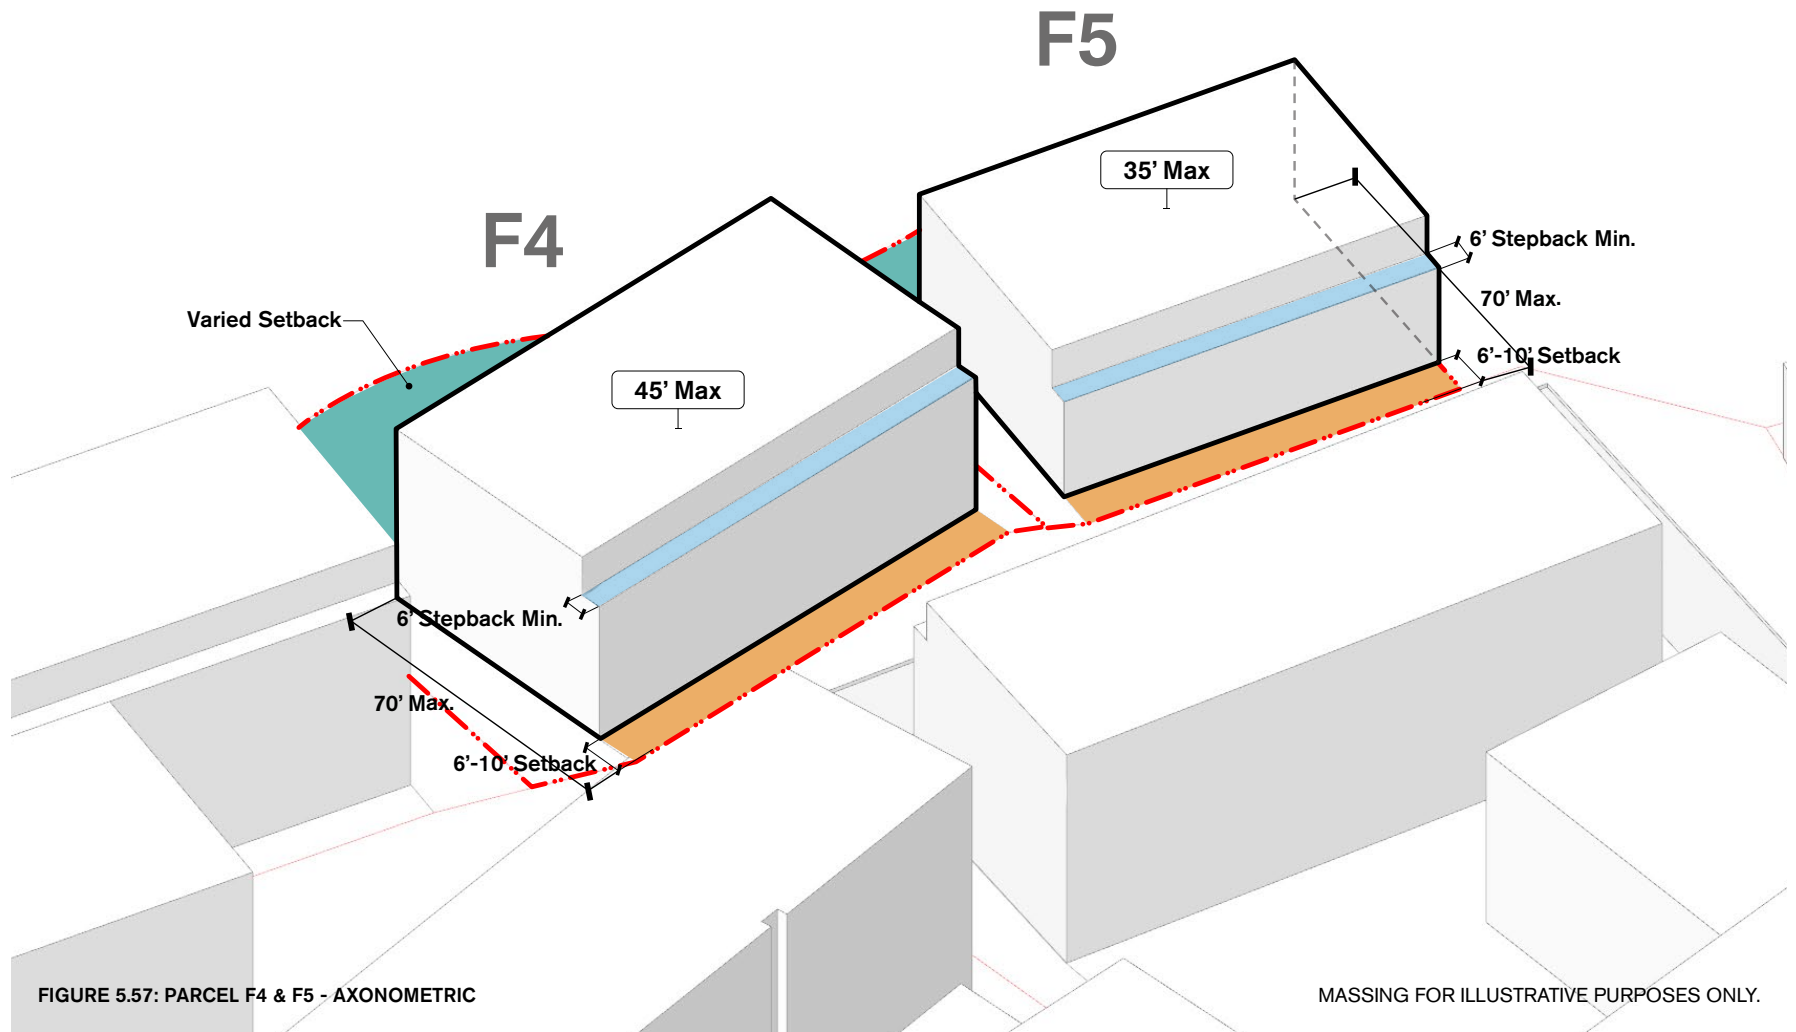 F5
35’ Max
F4
6’ Stepback Min.
70’ Max.
Varied Setback
6’-10’ Setback
45’ Max
6’ Stepback Min.
70’ Max.
6’-10’ Setback
FIGURE 5.57: PARCEL F4 & F5 - AXONOMETRIC
MASSING FOR ILLUSTRATIVE PURPOSES ONLY.